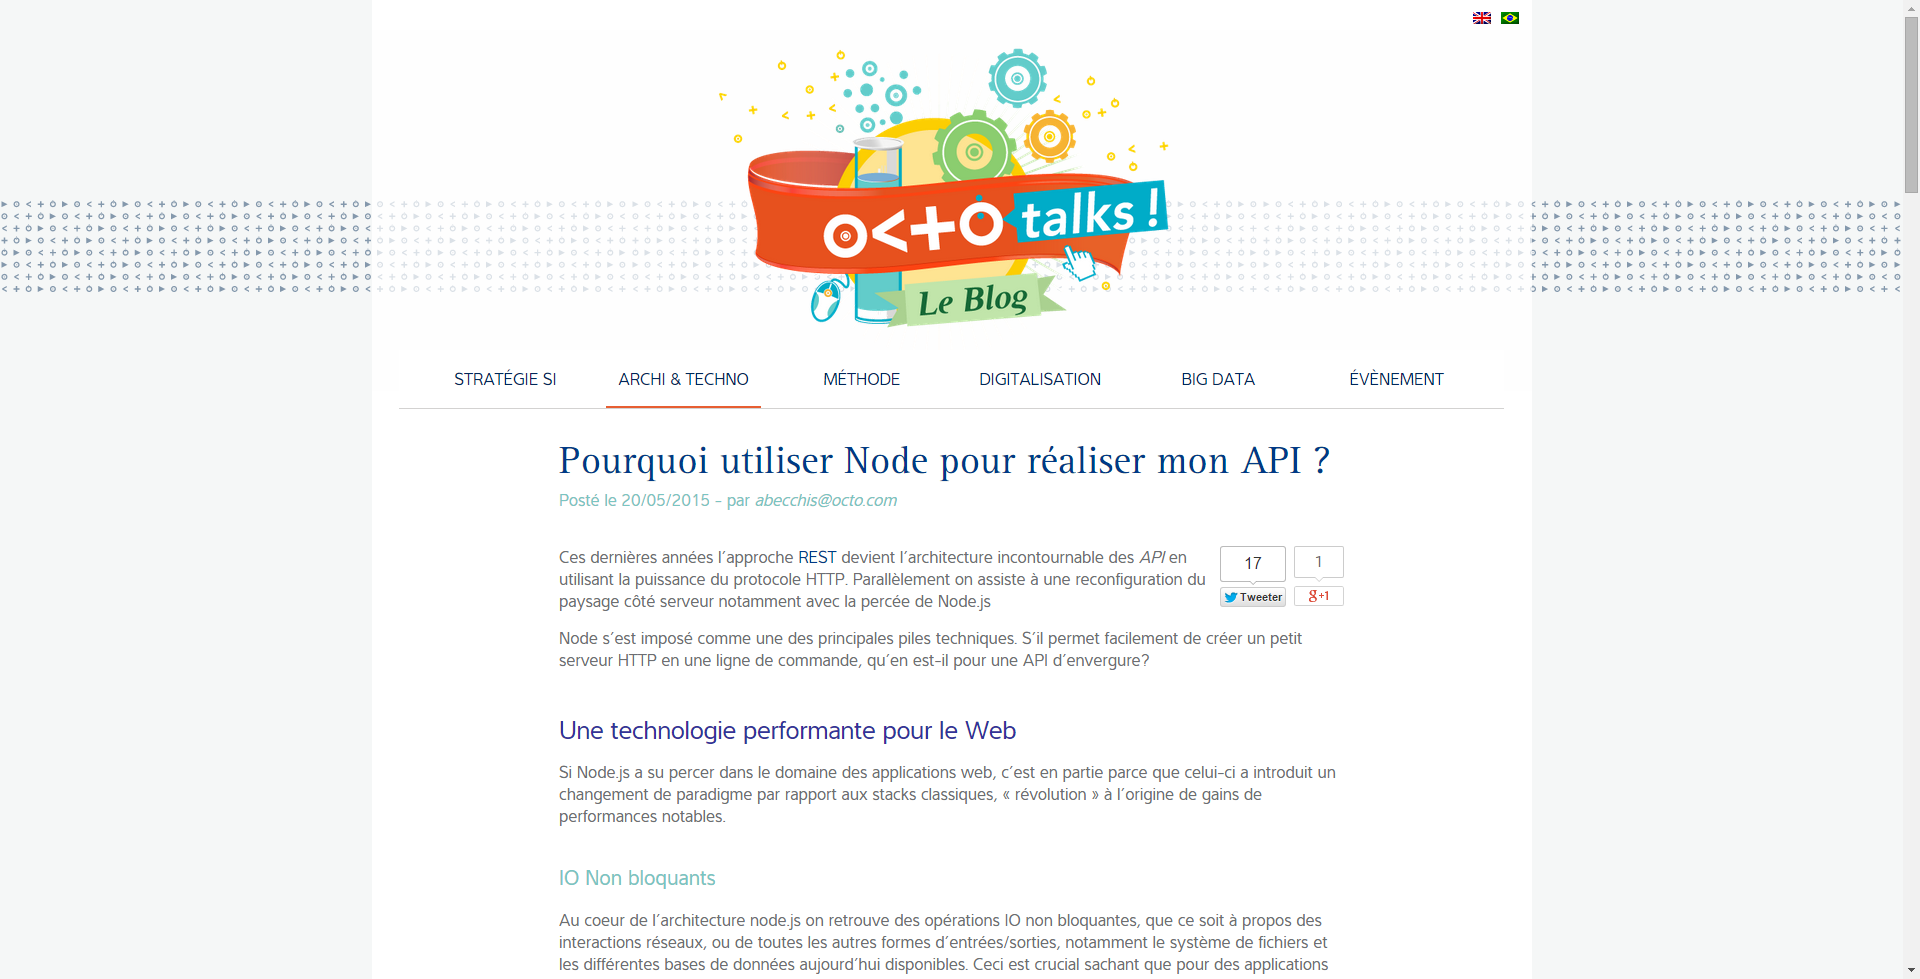 octo talks !
Le Blog
STRATÉGIE SI
ARCHI & TECHNO
MÉTHODE
DIGITALISATION
BIG DATA
ÉVÈNEMENT
Pourquoi utiliser Node pour réaliser mon API ?
Posté le 20/05/2015 - par abecchis@octo.com
Ces dernières années l’approche REST devient l’architecture incontournable des API en
utilisant la puissance du protocole HTTP. Parallèlement on assiste à une reconfiguration du
paysage côté serveur notamment avec la percée de Node.js
17
1
Tweeter
g+1
Node s’est imposé comme une des principales piles techniques. S’il permet facilement de créer un petit
serveur HTTP en une ligne de commande, qu’en est-il pour une API d’envergure?
Une technologie performante pour le Web
Si Node.js a su percer dans le domaine des applications web, c’est en partie parce que celui-ci a introduit un
changement de paradigme par rapport aux stacks classiques, « révolution » à l’origine de gains de
performances notables.
IO Non bloquants
Au coeur de l’architecture node.js on retrouve des opérations IO non bloquantes, que ce soit à propos des
interactions réseaux, ou de toutes les autres formes d’entrées/sorties, notamment le système de fichiers et
les différentes bases de données aujourd’hui disponibles. Ceci est crucial sachant que pour des applications